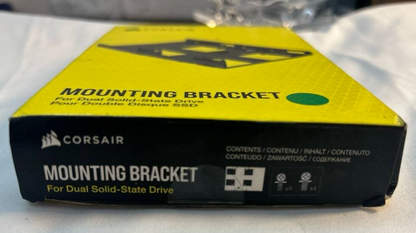 MOUNTING BRACKET
For Dual Solid-State Drive
Pour Double Disque SSD
CORSAIR
MOUNTING BRACKET
For Dual Solid-State Drive
CONTENTS / CONTENU / INHALT / CONTENUTO
CONTEÚDO / ZAWARTOŚĆ / СОДЕРЖАНИЕ